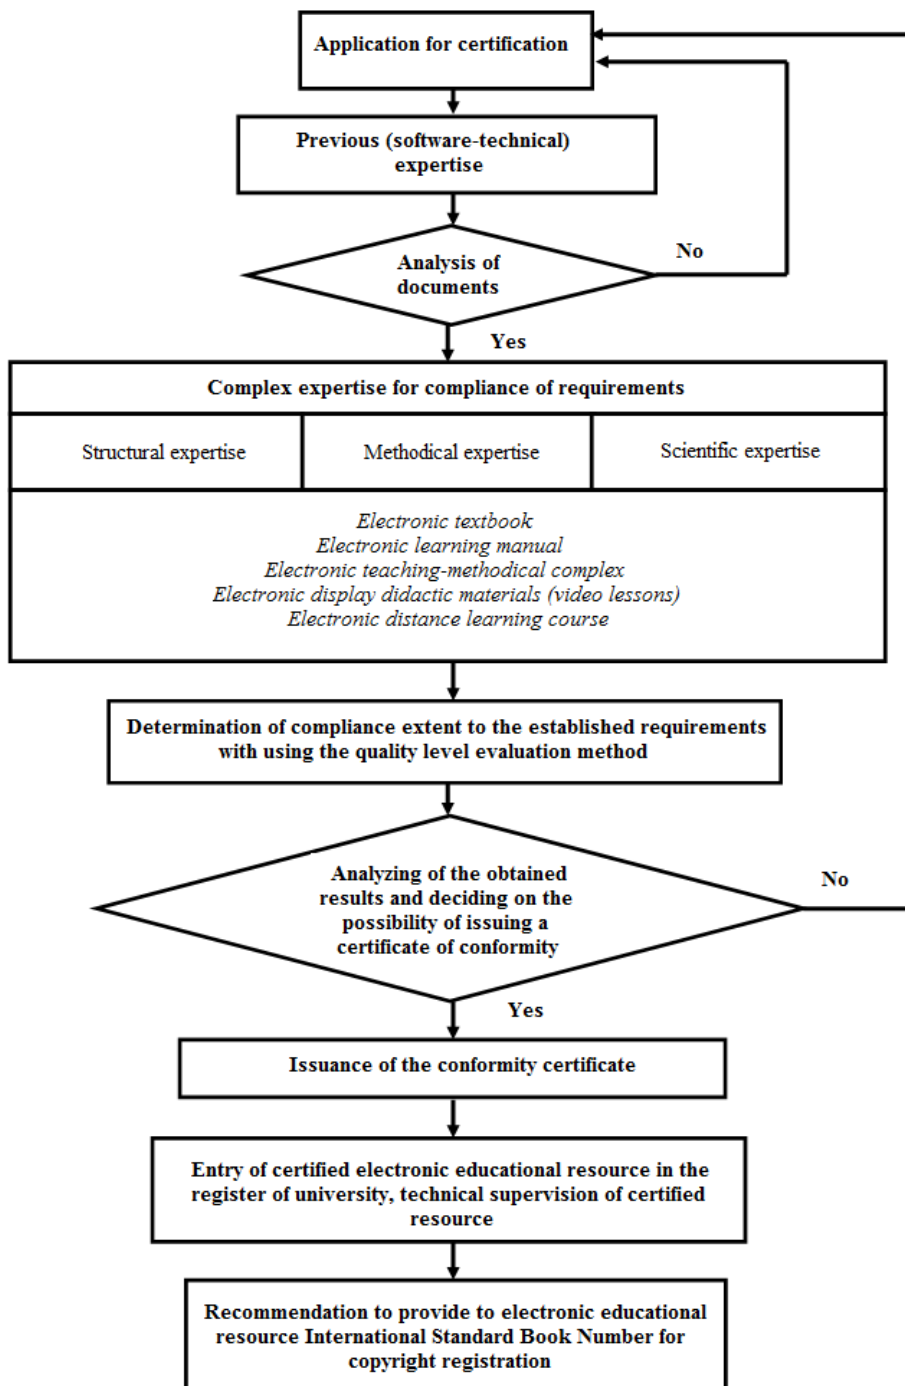 Application for certification
Previous (software-technical)
expertise
Analysis of
documents
No
Yes
Complex expertise for compliance of requirements
Structural expertise
Methodical expertise
Scientific expertise
Electronic textbook
Electronic learning manual
Electronic teaching-methodical complex
Electronic display didactic materials (video lessons)
Electronic distance learning course
Determination of compliance extent to the established requirements
with using the quality level evaluation method
Analyzing of the obtained
results and deciding on the
possibility of issuing a
certificate of conformity
No
Yes
Issuance of the conformity certificate
Entry of certified electronic educational resource in the
register of university, technical supervision of certified
resource
Recommendation to provide to electronic educational
resource International Standard Book Number for
copyright registration